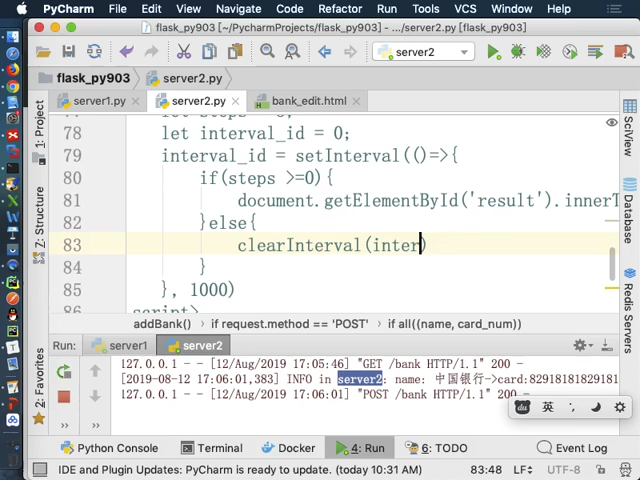 PyCharm File Edit View Navigate Code Refactor Run Tools VCS Window Help
flask_py903 [~/PycharmProjects/flask_py903] - .../server2.py [flask_py903]
server2
flask_py903 server2.py
server1.py server2.py bank_edit.html
78 let interval_id = 0;
79 interval_id = setInterval(()=>{
80 if(steps >=0){
81 document.getElementById('result').innerT
82 }else{
83 clearInterval(inter)
84 }
85 }, 1000)
script>
addBank() if request.method == 'POST' if all((name, card_num))
1: Project
Z: Structure
2: Favorites
SciView
Database
Redis Servers
Run: server1 server2
127.0.0.1 - - [12/Aug/2019 17:05:46] "GET /bank HTTP/1.1" 200 -
[2019-08-12 17:06:01,383] INFO in server2: name: 中国银行->card:82918181829181
127.0.0.1 - - [12/Aug/2019 17:06:01] "POST /bank HTTP/1.1" 200 -
du 英
Python Console Terminal Docker 4: Run 6: TODO Event Log
IDE and Plugin Updates: PyCharm is ready to update. (today 10:31 AM) 83:48 LF UTF-8